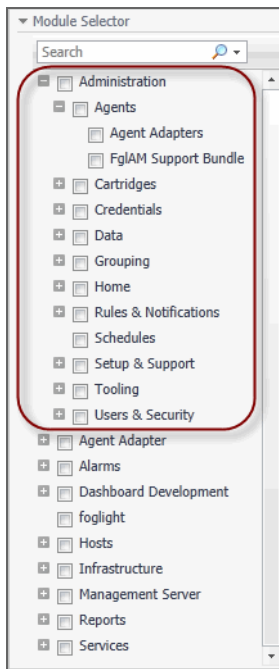 Module Selector
Search
Administration
Agents
Agent Adapters
FglAM Support Bundle
Cartridges
Credentials
Data
Grouping
Home
Rules & Notifications
Schedules
Setup & Support
Tooling
Users & Security
Agent Adapter
Alarms
Dashboard Development
foglight
Hosts
Infrastructure
Management Server
Reports
Services